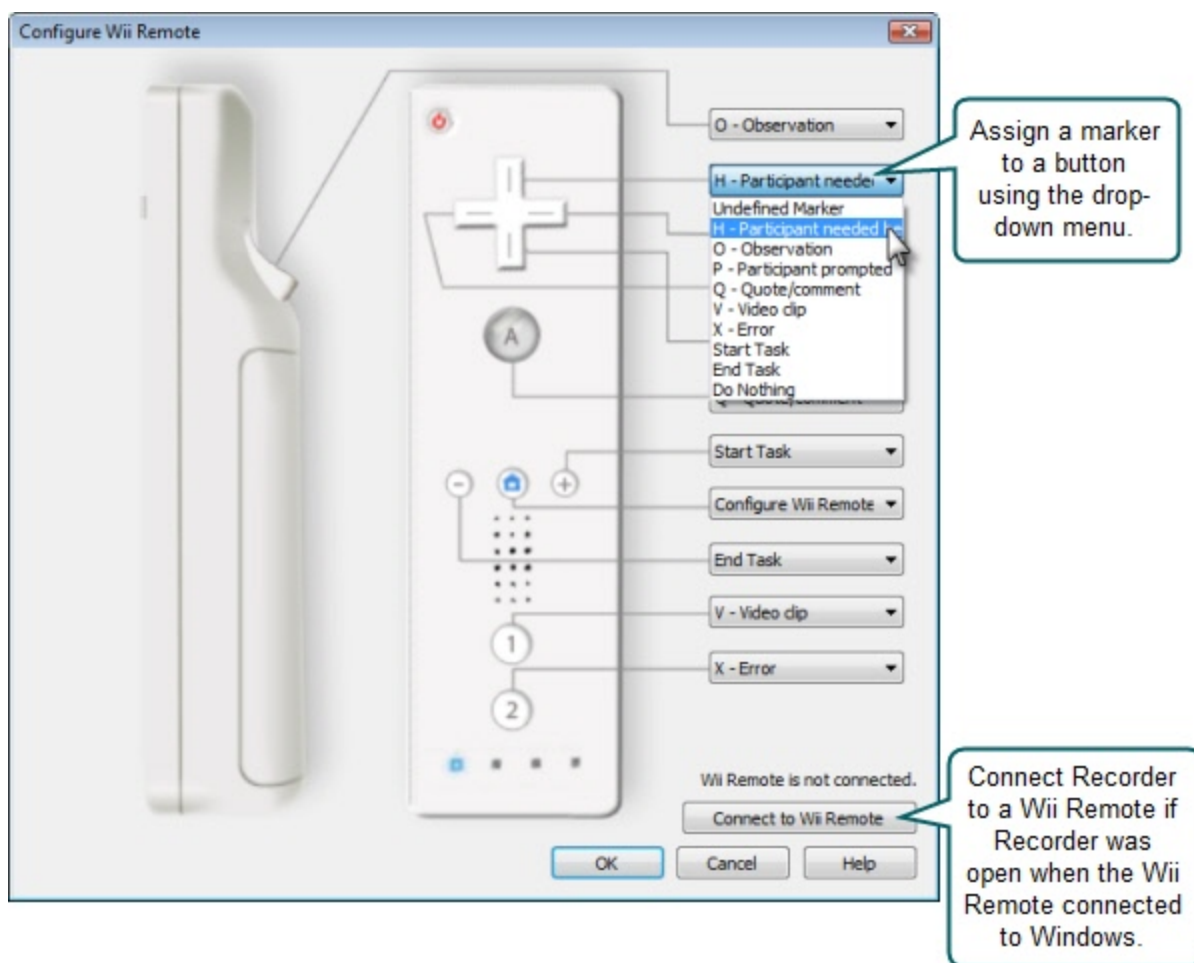 Configure Wii Remote
O - Observation
Assign a marker
to a button
using the drop-
down menu.
H - Participant needed
Undefined Marker
H - Participant needed he
O - Observation
P - Participant prompted
Q - Quote/comment
V - Video clip
X - Error
Start Task
End Task
Do Nothing
Q - Quote/comment
A
Start Task
Configure Wii Remote
End Task
V - Video clip
1
X - Error
2
Wii Remote is not connected.
Connect to Wii Remote
OK
Cancel
Help
Connect Recorder
to a Wii Remote if
Recorder was
open when the Wii
Remote connected
to Windows.